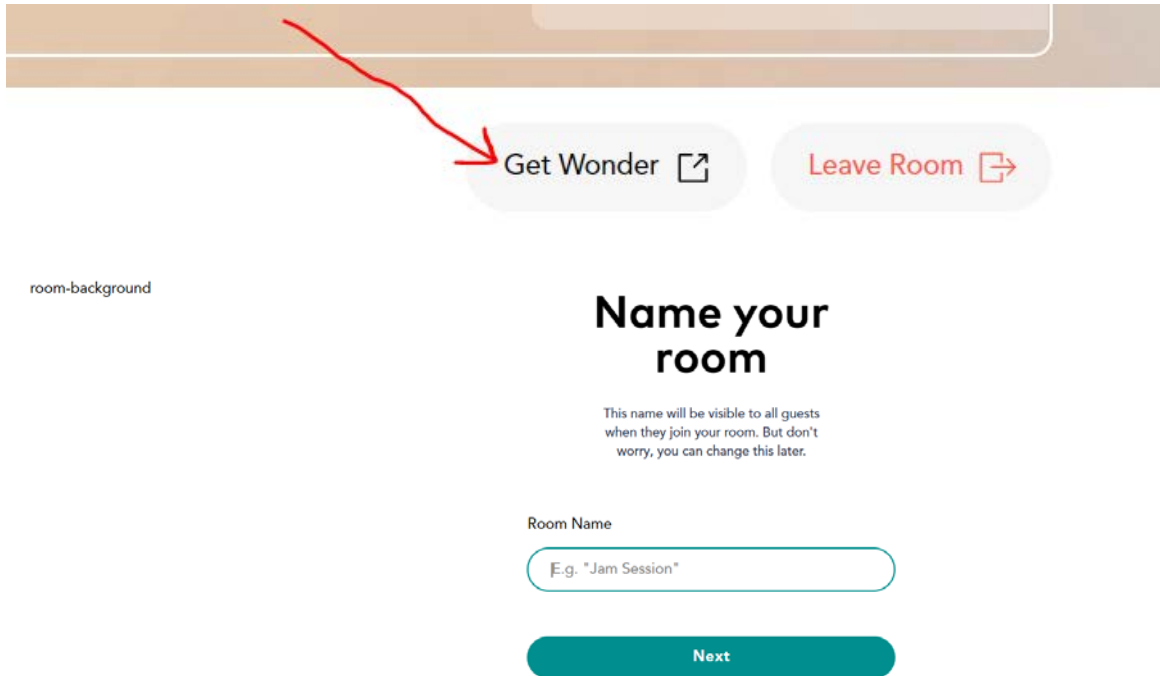 Get Wonder
Leave Room
room-background
Name your
room
This name will be visible to all guests
when they join your room. But don't
worry, you can change this later.
Room Name
E.g. "Jam Session"
Next